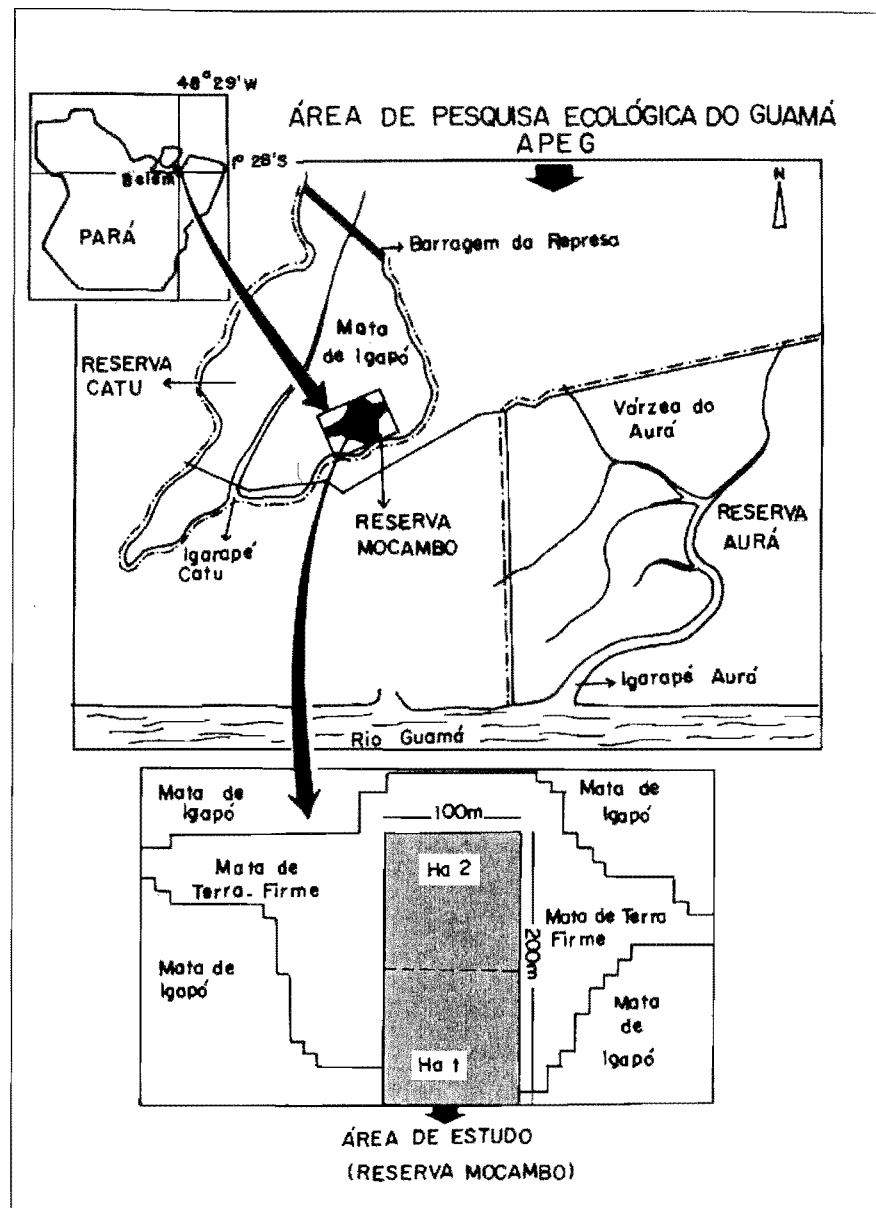 48° 29' W
ÁREA DE PESQUISA ECOLÓGICA DO GUAMÁ
APEG
1° 28'S
Belém
PARÁ
N
Barragem da Represa
Mata
de Igapó
RESERVA
CATU
Várzea do
Aurá
RESERVA
MOCAMBO
RESERVA
AURÁ
Igarapé
Catu
Igarapé Aurá
Rio Guamá
Mata de
Igapó
100m
Mata de
Igapó
Mata de
Terra-Firme
Ha 2
Mata de Terra
Firme
200m
Mata de
Igapó
Ha 1
Mata
de
Igapó
ÁREA DE ESTUDO
(RESERVA MOCAMBO)